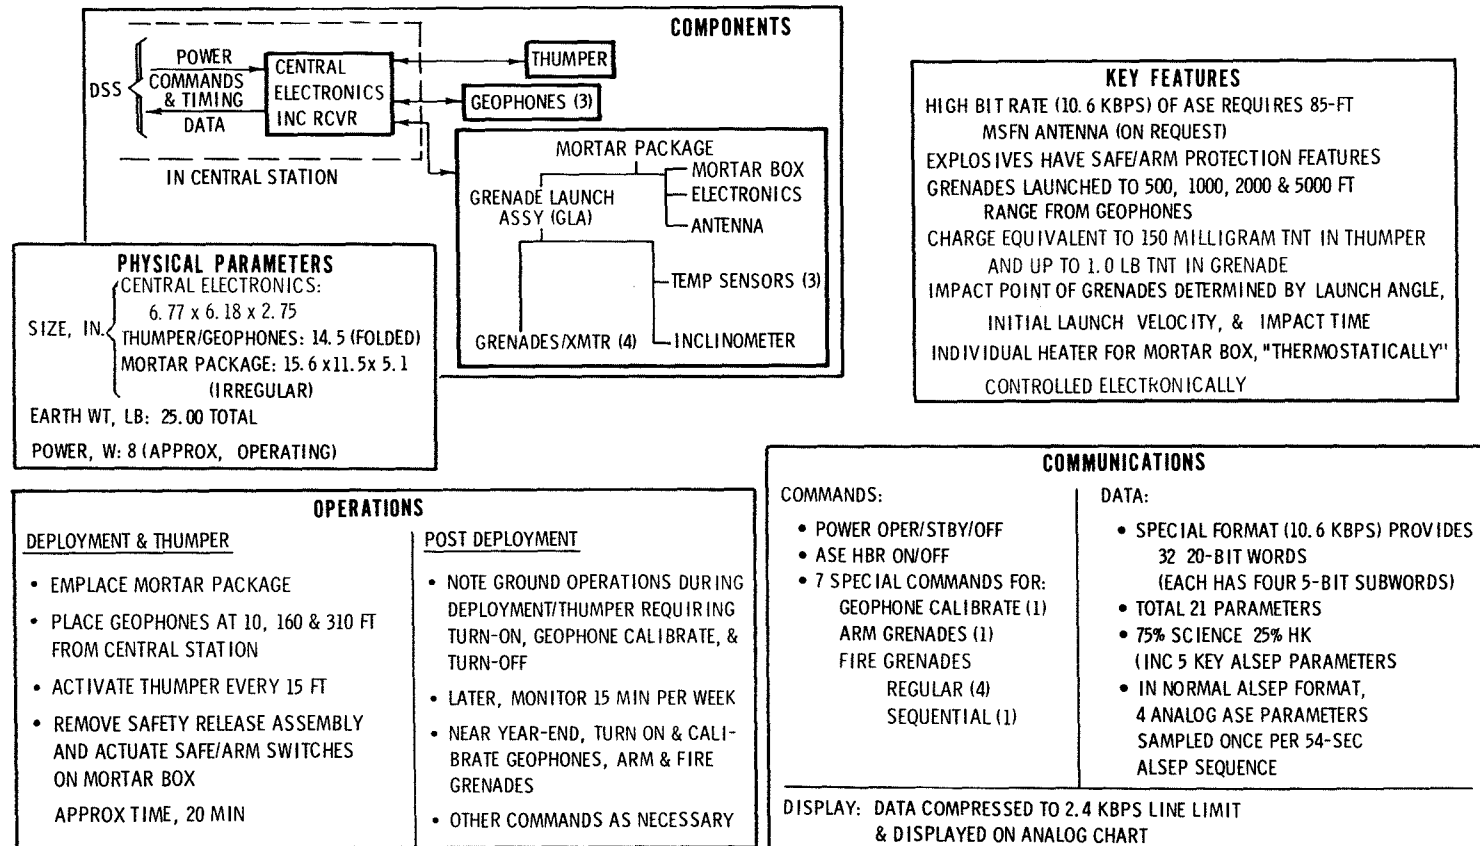 COMPONENTS
DSS
POWER
COMMANDS
& TIMING
DATA
CENTRAL
ELECTRONICS
INC RCVR
THUMPER
GEOPHONES (3)
IN CENTRAL STATION
MORTAR PACKAGE
MORTAR BOX
ELECTRONICS
ANTENNA
GRENADE LAUNCH
ASSY (GLA)
TEMP SENSORS (3)
GRENADES/XMTR (4)
INCLINOMETER
KEY FEATURES
HIGH BIT RATE (10.6 KBPS) OF ASE REQUIRES 85-FT
MSFN ANTENNA (ON REQUEST)
EXPLOSIVES HAVE SAFE/ARM PROTECTION FEATURES
GRENADES LAUNCHED TO 500, 1000, 2000 & 5000 FT
RANGE FROM GEOPHONES
CHARGE EQUIVALENT TO 150 MILLIGRAM TNT IN THUMPER
AND UP TO 1.0 LB TNT IN GRENADE
IMPACT POINT OF GRENADES DETERMINED BY LAUNCH ANGLE,
INITIAL LAUNCH VELOCITY, & IMPACT TIME
INDIVIDUAL HEATER FOR MORTAR BOX, "THERMOSTATICALLY"
CONTROLLED ELECTRONICALLY
PHYSICAL PARAMETERS
SIZE, IN.
CENTRAL ELECTRONICS:
6.77 x 6.18 x 2.75
THUMPER/GEOPHONES: 14.5 (FOLDED)
MORTAR PACKAGE: 15.6 x 11.5 x 5.1
(IRREGULAR)
EARTH WT, LB: 25.00 TOTAL
POWER, W: 8 (APPROX, OPERATING)
OPERATIONS
DEPLOYMENT & THUMPER
• EMPLACE MORTAR PACKAGE
• PLACE GEOPHONES AT 10, 160 & 310 FT
FROM CENTRAL STATION
• ACTIVATE THUMPER EVERY 15 FT
• REMOVE SAFETY RELEASE ASSEMBLY
AND ACTUATE SAFE/ARM SWITCHES
ON MORTAR BOX
APPROX TIME, 20 MIN
POST DEPLOYMENT
• NOTE GROUND OPERATIONS DURING
DEPLOYMENT/THUMPER REQUIRING
TURN-ON, GEOPHONE CALIBRATE, &
TURN-OFF
• LATER, MONITOR 15 MIN PER WEEK
• NEAR YEAR-END, TURN ON & CALI-
BRATE GEOPHONES, ARM & FIRE
GRENADES
• OTHER COMMANDS AS NECESSARY
COMMUNICATIONS
COMMANDS:
• POWER OPER/STBY/OFF
• ASE HBR ON/OFF
• 7 SPECIAL COMMANDS FOR:
GEOPHONE CALIBRATE (1)
ARM GRENADES (1)
FIRE GRENADES
REGULAR (4)
SEQUENTIAL (1)
DATA:
• SPECIAL FORMAT (10.6 KBPS) PROVIDES
32 20-BIT WORDS
(EACH HAS FOUR 5-BIT SUBWORDS)
• TOTAL 21 PARAMETERS
• 75% SCIENCE 25% HK
(INC 5 KEY ALSEP PARAMETERS
• IN NORMAL ALSEP FORMAT,
4 ANALOG ASE PARAMETERS
SAMPLED ONCE PER 54-SEC
ALSEP SEQUENCE
DISPLAY: DATA COMPRESSED TO 2.4 KBPS LINE LIMIT
& DISPLAYED ON ANALOG CHART